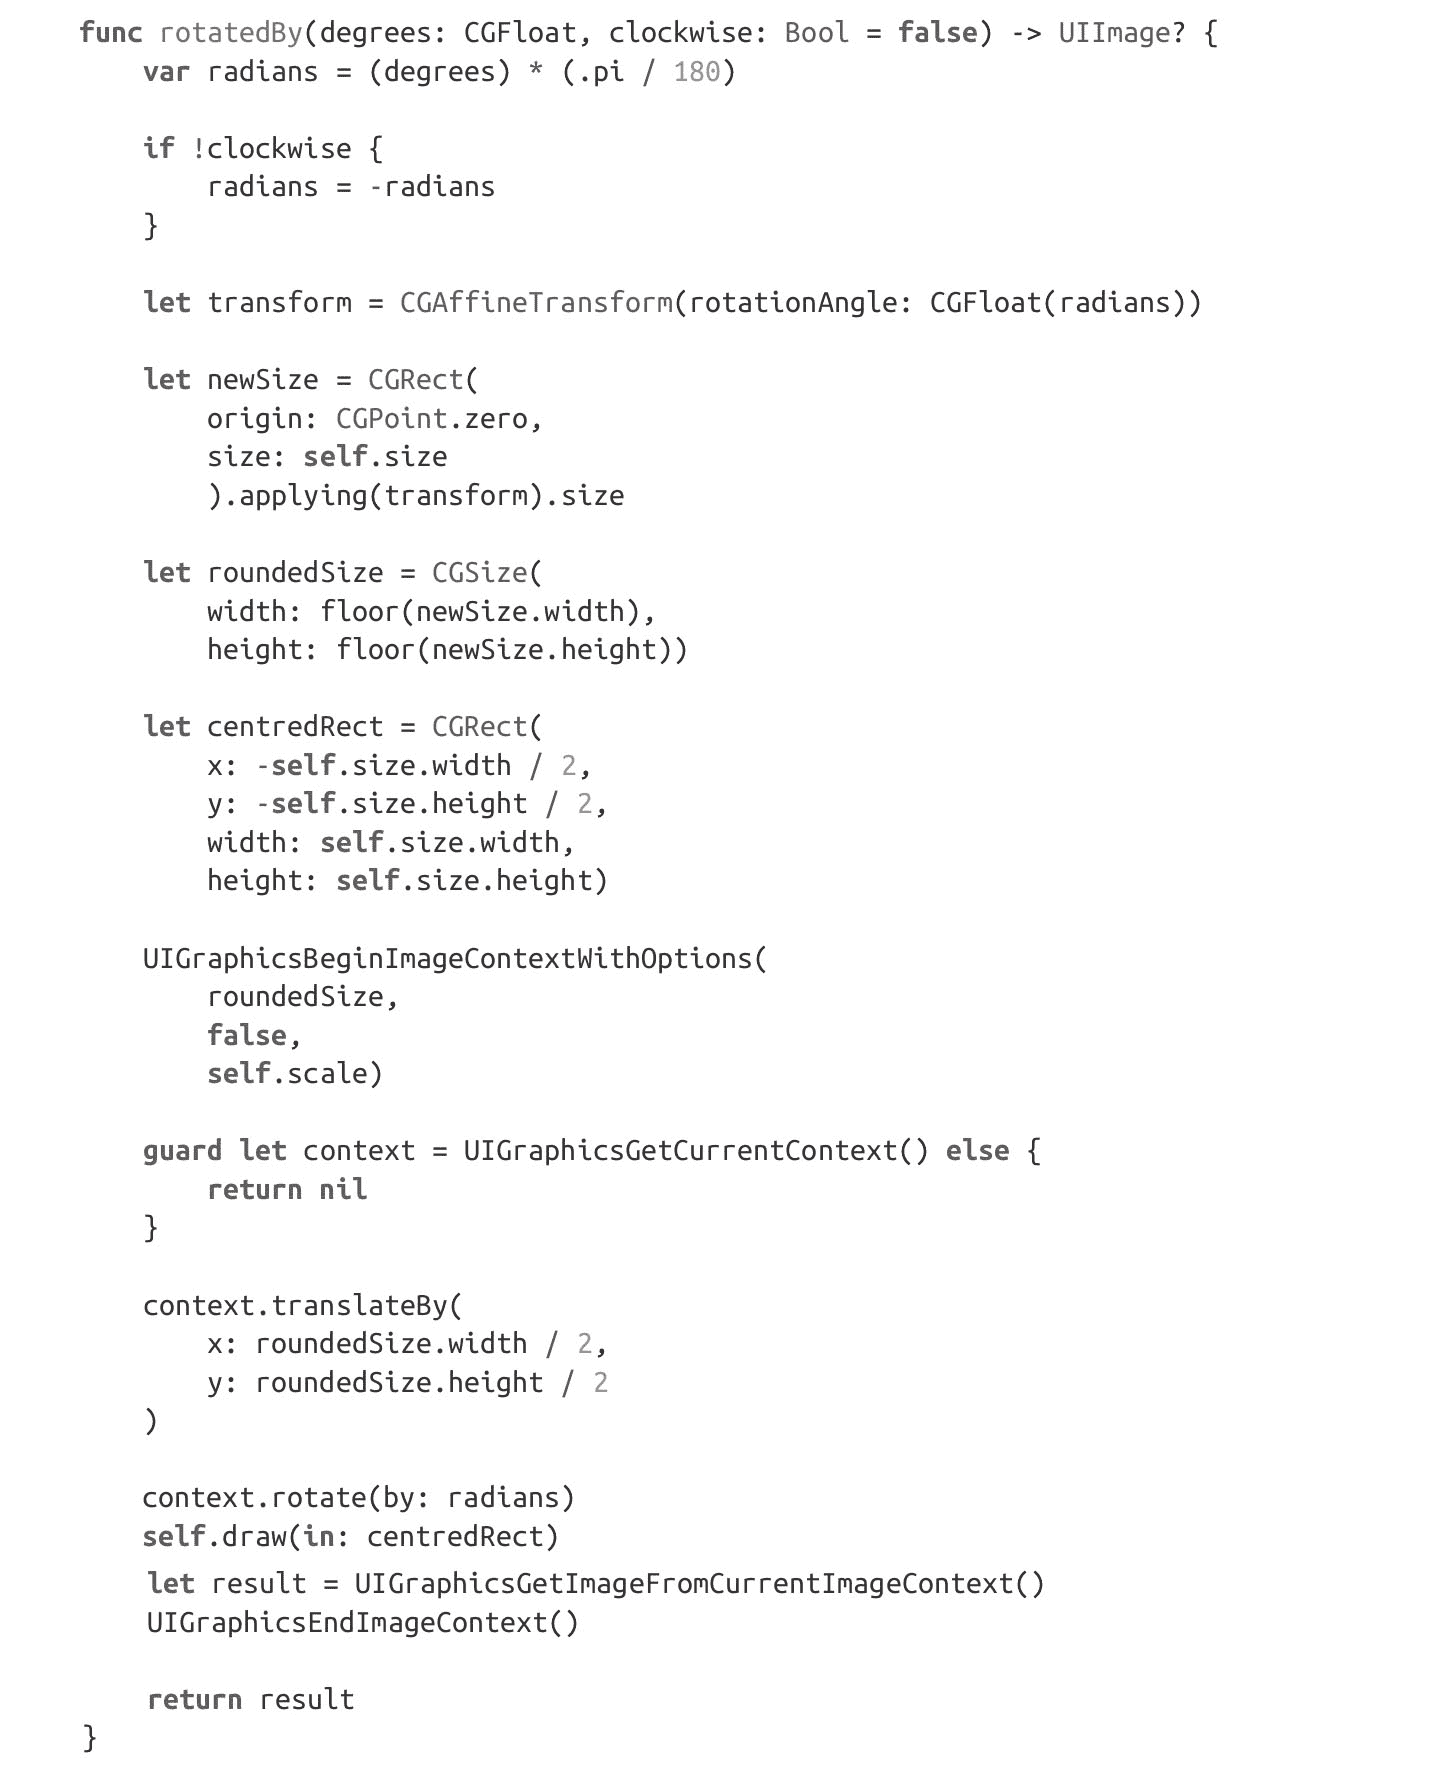 func rotatedBy(degrees: CGFloat, clockwise: Bool = false) -> UIImage? {
    var radians = (degrees) * (.pi / 180)

    if !clockwise {
        radians = -radians
    }

    let transform = CGAffineTransform(rotationAngle: CGFloat(radians))

    let newSize = CGRect(
        origin: CGPoint.zero,
        size: self.size
        ).applying(transform).size

    let roundedSize = CGSize(
        width: floor(newSize.width),
        height: floor(newSize.height))

    let centredRect = CGRect(
        x: -self.size.width / 2,
        y: -self.size.height / 2,
        width: self.size.width,
        height: self.size.height)

    UIGraphicsBeginImageContextWithOptions(
        roundedSize,
        false,
        self.scale)

    guard let context = UIGraphicsGetCurrentContext() else {
        return nil
    }

    context.translateBy(
        x: roundedSize.width / 2,
        y: roundedSize.height / 2
    )

    context.rotate(by: radians)
    self.draw(in: centredRect)
    let result = UIGraphicsGetImageFromCurrentImageContext()
    UIGraphicsEndImageContext()

    return result
}